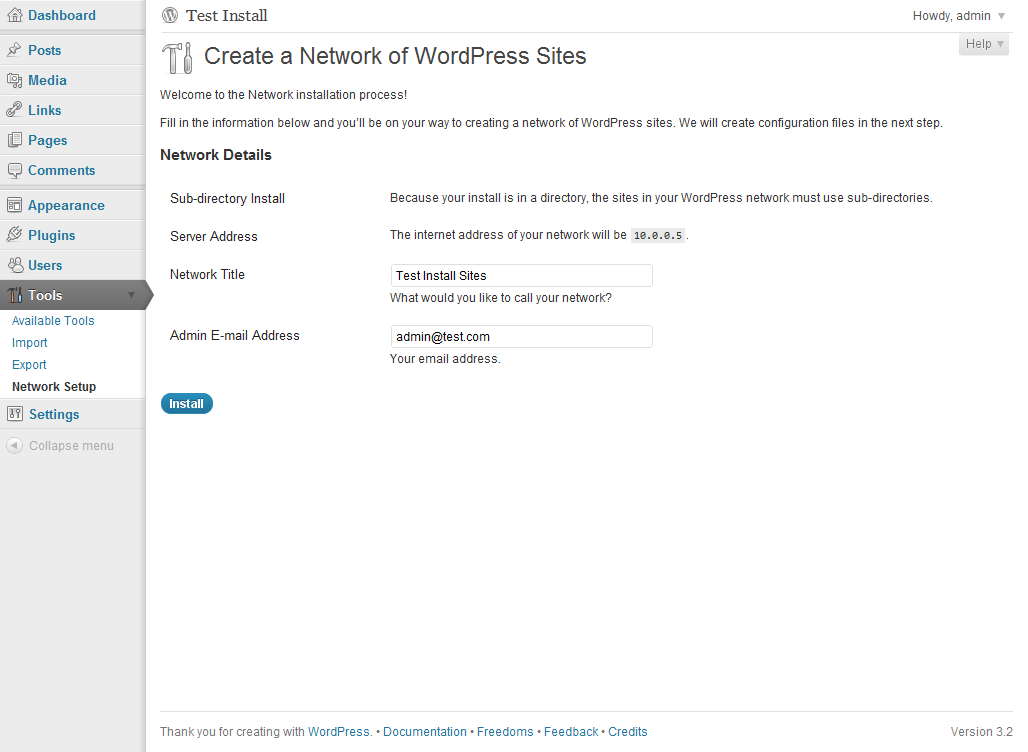 Dashboard
Posts
Media
Links
Pages
Comments
Appearance
Plugins
Users
Tools
Available Tools
Import
Export
Network Setup
Settings
Collapse menu
Test Install
Howdy, admin
Help
Create a Network of WordPress Sites
Welcome to the Network installation process!
Fill in the information below and you'll be on your way to creating a network of WordPress sites. We will create configuration files in the next step.
Network Details
Sub-directory Install Because your install is in a directory, the sites in your WordPress network must use sub-directories.
Server Address The internet address of your network will be 10.0.0.5.
Network Title Test Install Sites
What would you like to call your network?
Admin E-mail Address admin@test.com
Your email address.
Install
Thank you for creating with WordPress. • Documentation • Freedoms • Feedback • Credits
Version 3.2